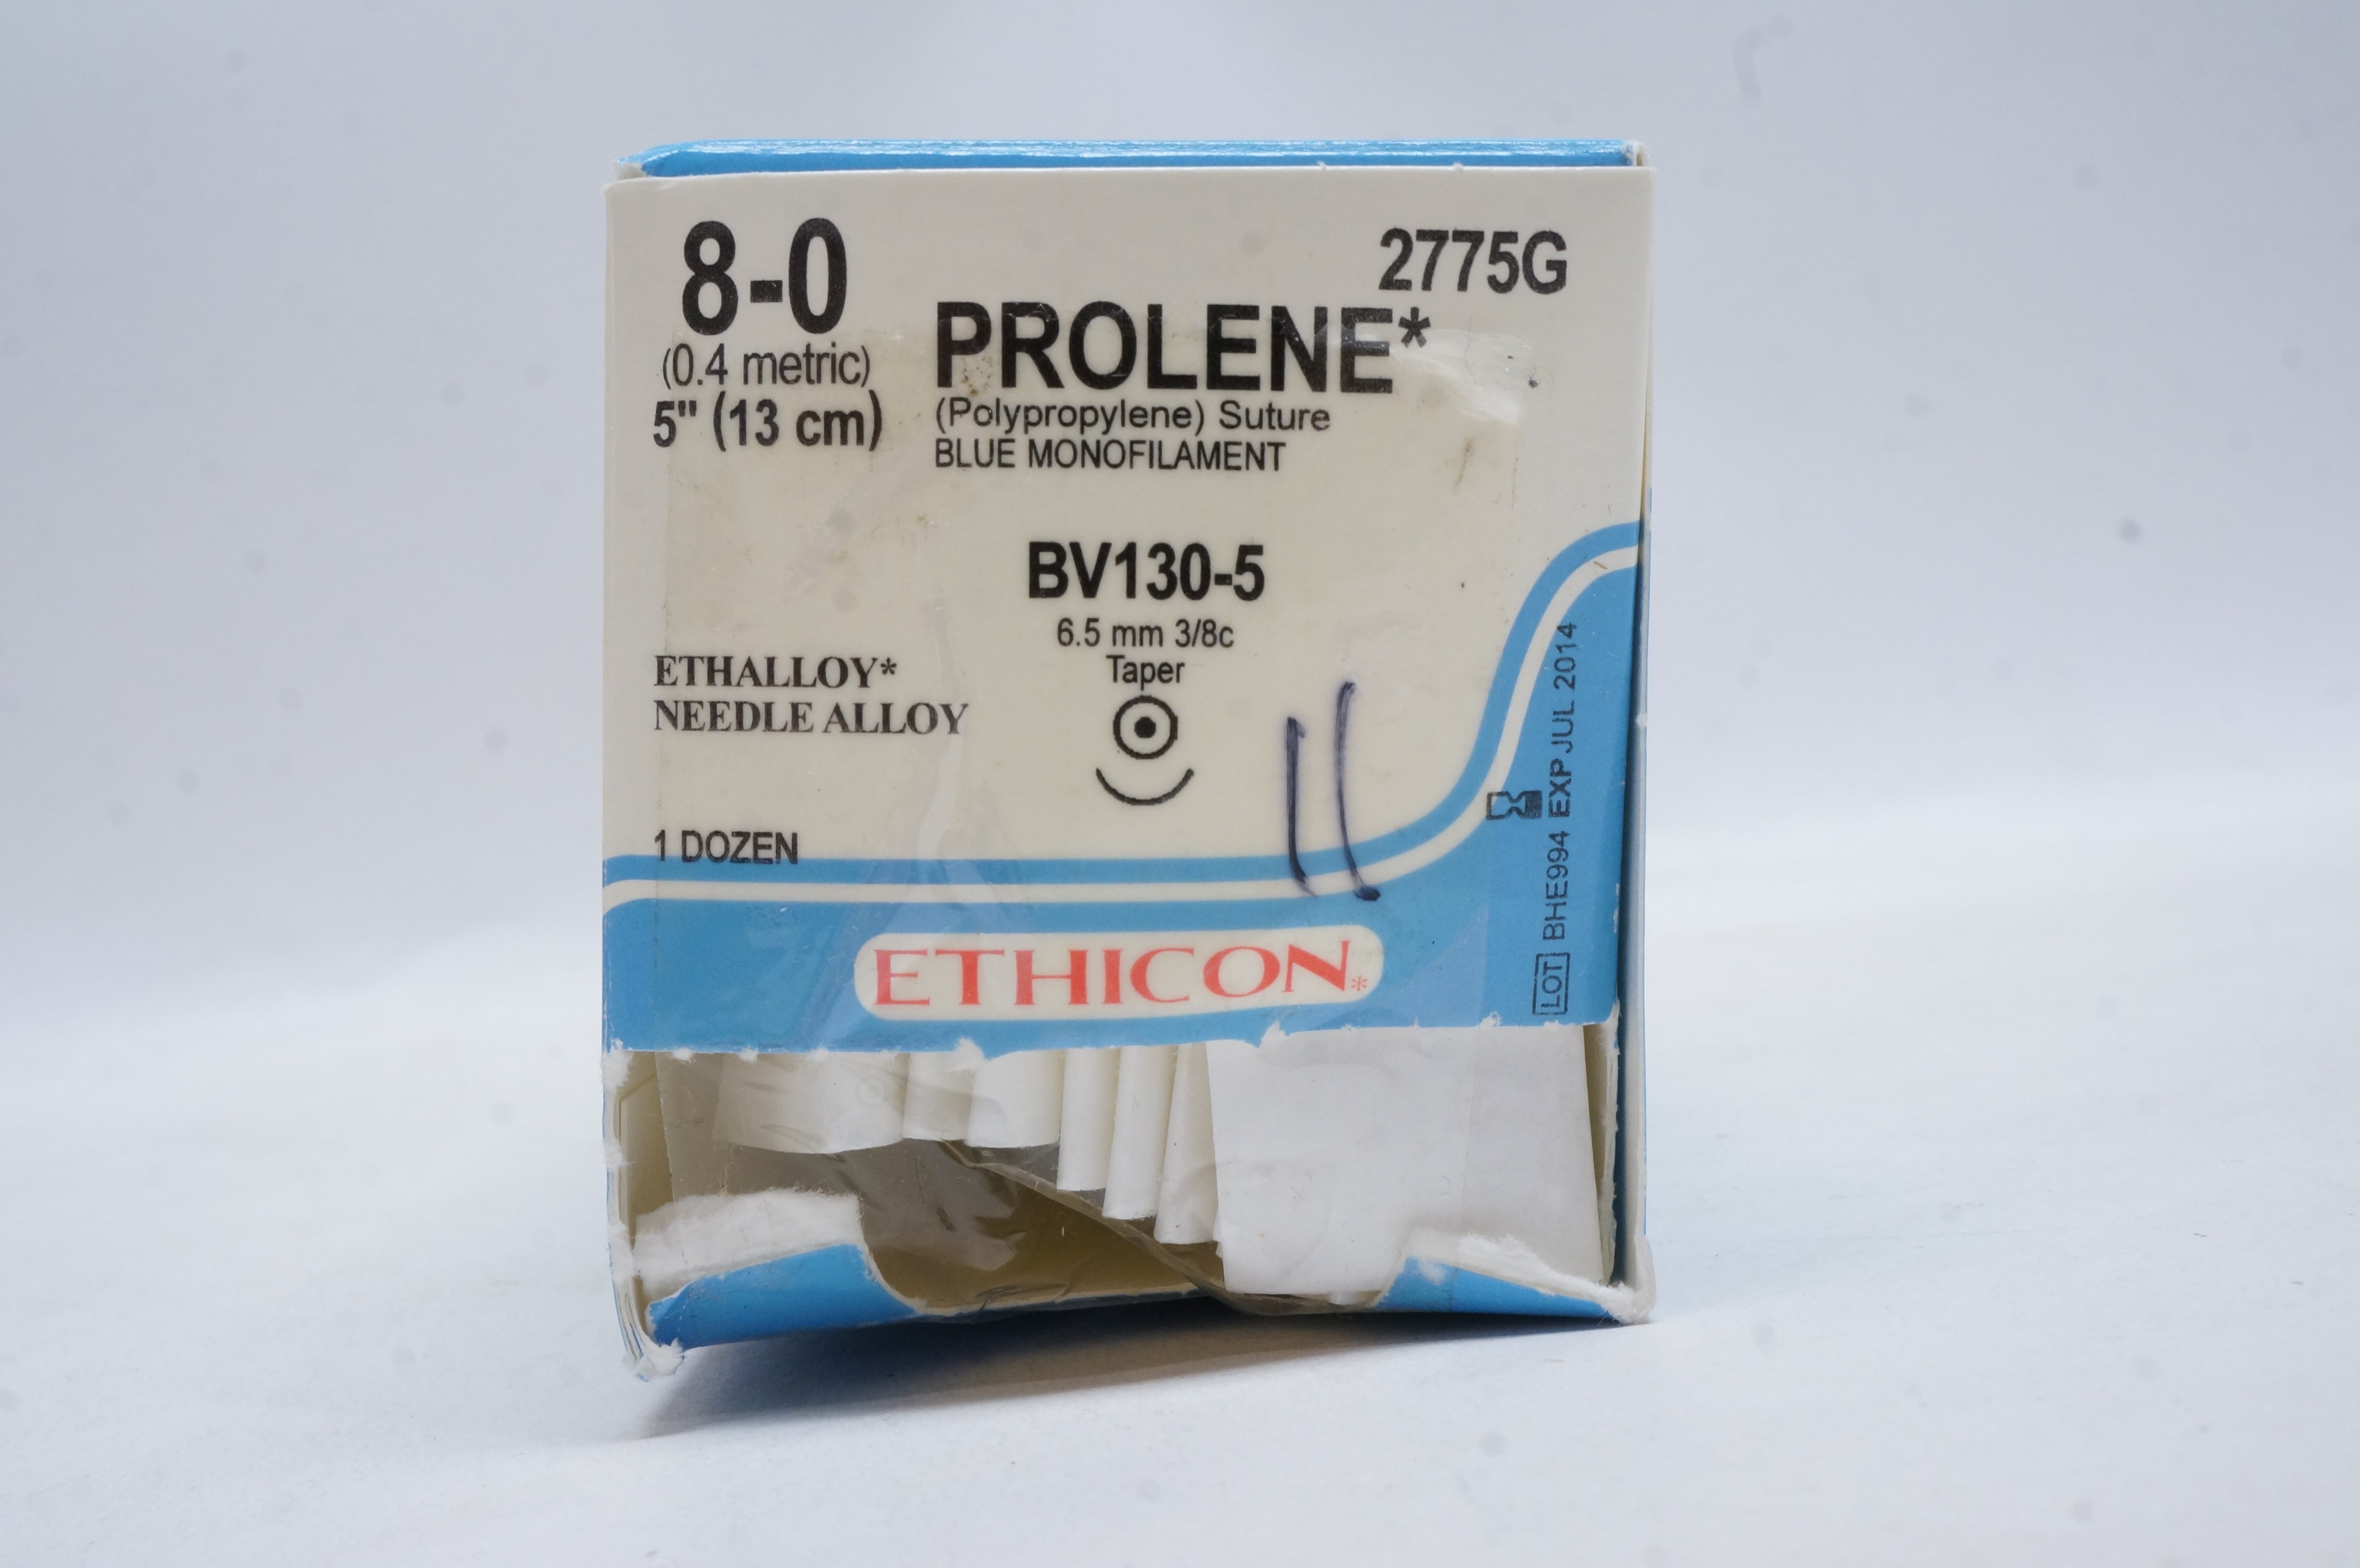 8-0
2775G
(0.4 metric)
5" (13 cm)
PROLENE*
(Polypropylene) Suture
BLUE MONOFILAMENT
BV130-5
6.5 mm 3/8c
Taper
ETHALLOY*
NEEDLE ALLOY
11
1 DOZEN
ETHICON*
LOT BHE994 EXP JUL 2014